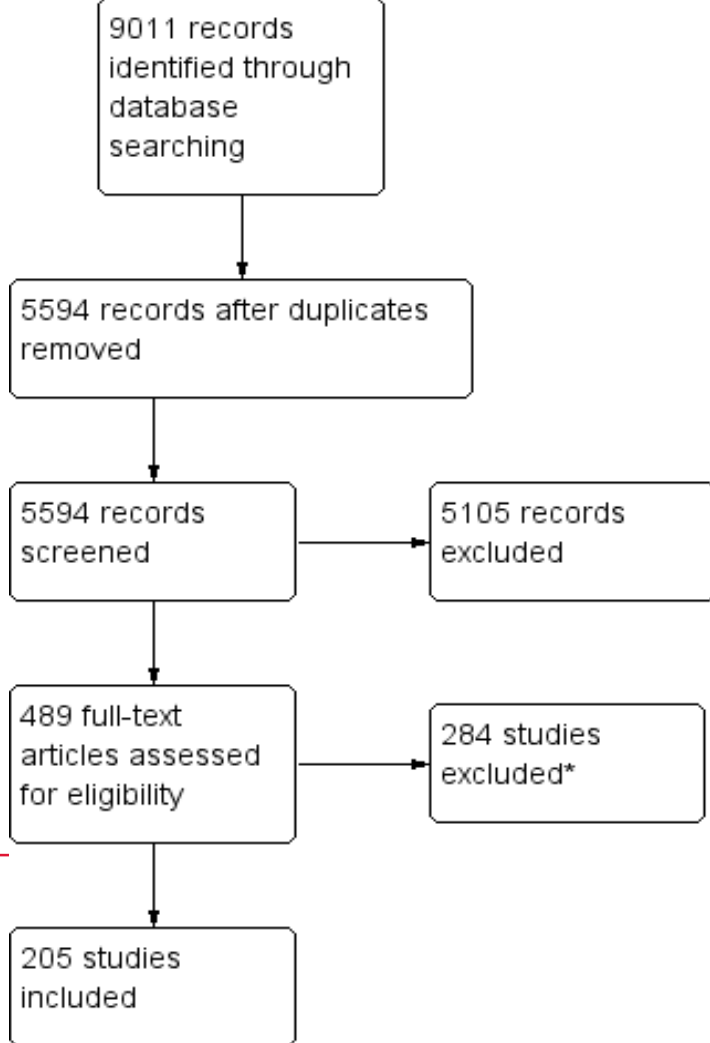 9011 records
identified through
database
searching
5594 records after duplicates
removed
5594 records
screened
5105 records
excluded
489 full-text
articles assessed
for eligibility
284 studies
excluded*
205 studies
included